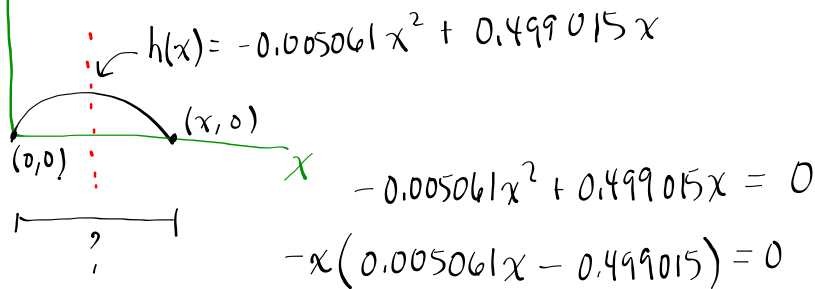 h(x) = -0.005061x² + 0.499015x
(x, 0)
(0,0)
x
-0.005061x² + 0.499015x = 0
?
-x(0.005061x - 0.499015) = 0